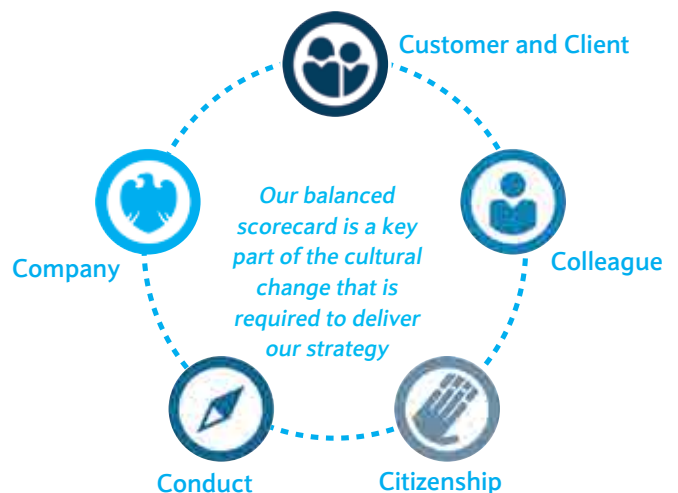 Customer and Client
Our balanced
scorecard is a key
part of the cultural
change that is
required to deliver
our strategy
Company
Colleague
Conduct
Citizenship